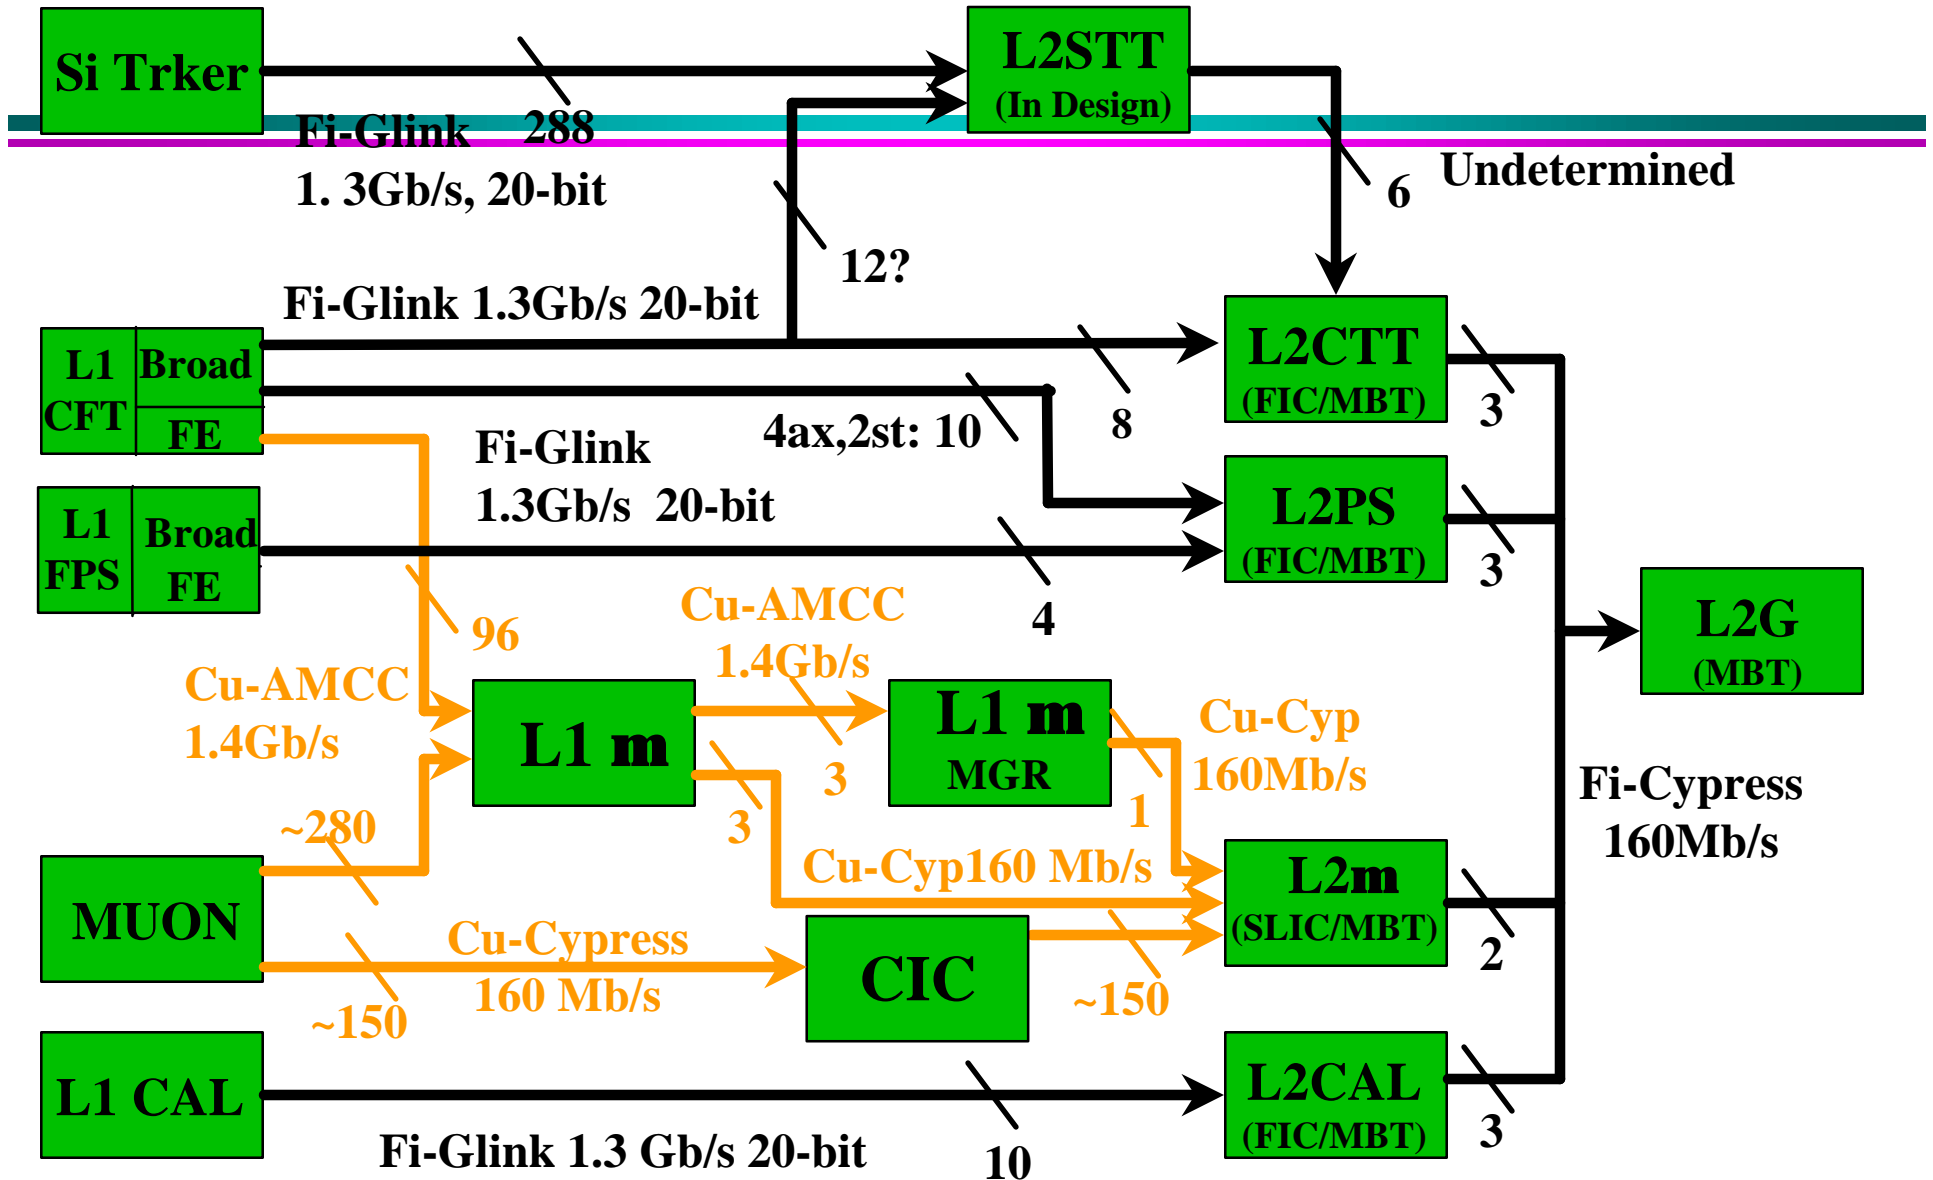 Si Trker
L2STT
(In Design)
Fi-Glink 288
1. 3Gb/s, 20-bit
Undetermined
6
12?
Fi-Glink 1.3Gb/s 20-bit
L1
CFT
Broad
FE
L2CTT
(FIC/MBT)
3
8
4ax,2st: 10
Fi-Glink
1.3Gb/s 20-bit
L1
FPS
Broad
FE
L2PS
(FIC/MBT)
3
4
96
Cu-AMCC
1.4Gb/s
L2G
(MBT)
Cu-AMCC
1.4Gb/s
L1 m
3
L1 m
MGR
Cu-Cyp
160Mb/s
1
3
Fi-Cypress
160Mb/s
~280
Cu-Cyp160 Mb/s
L2m
(SLIC/MBT)
2
MUON
Cu-Cypress
160 Mb/s
CIC
~150
~150
L1 CAL
L2CAL
(FIC/MBT)
3
Fi-Glink 1.3 Gb/s 20-bit
10